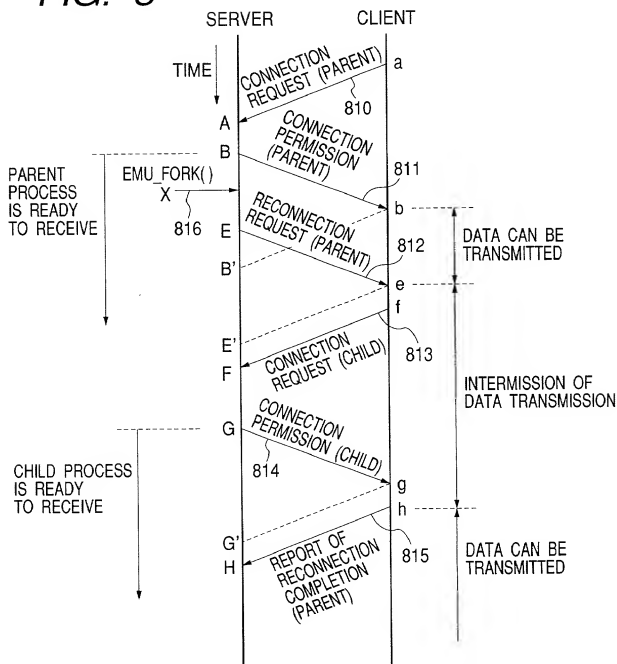 SERVER
CLIENT
TIME
CONNECTION
REQUEST (PARENT)
a
810
A
CONNECTION
PERMISSION
(PARENT)
B
811
PARENT
PROCESS
IS READY
TO RECEIVE
EMU_FORK()
X
816
b
RECONNECTION
REQUEST (PARENT)
E
812
DATA CAN BE
TRANSMITTED
B'
e
f
E'
813
CONNECTION
REQUEST (CHILD)
F
INTERMISSION OF
DATA TRANSMISSION
CONNECTION
PERMISSION (CHILD)
G
814
CHILD PROCESS
IS READY
TO RECEIVE
g
h
G'
815
REPORT OF
RECONNECTION
COMPLETION
(PARENT)
H
DATA CAN BE
TRANSMITTED